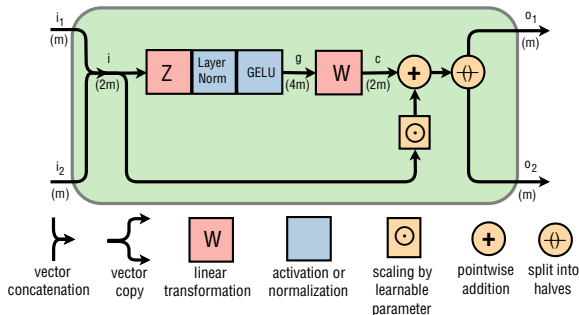 i1
(m)
o1
(m)
i
(2m)
Z
Layer
Norm
GELU
g
(4m)
W
c
(2m)
+
i2
(m)
o2
(m)
W
+
vector
concatenation
vector
copy
linear
transformation
activation or
normalization
scaling by
learnable
parameter
pointwise
addition
split into
halves